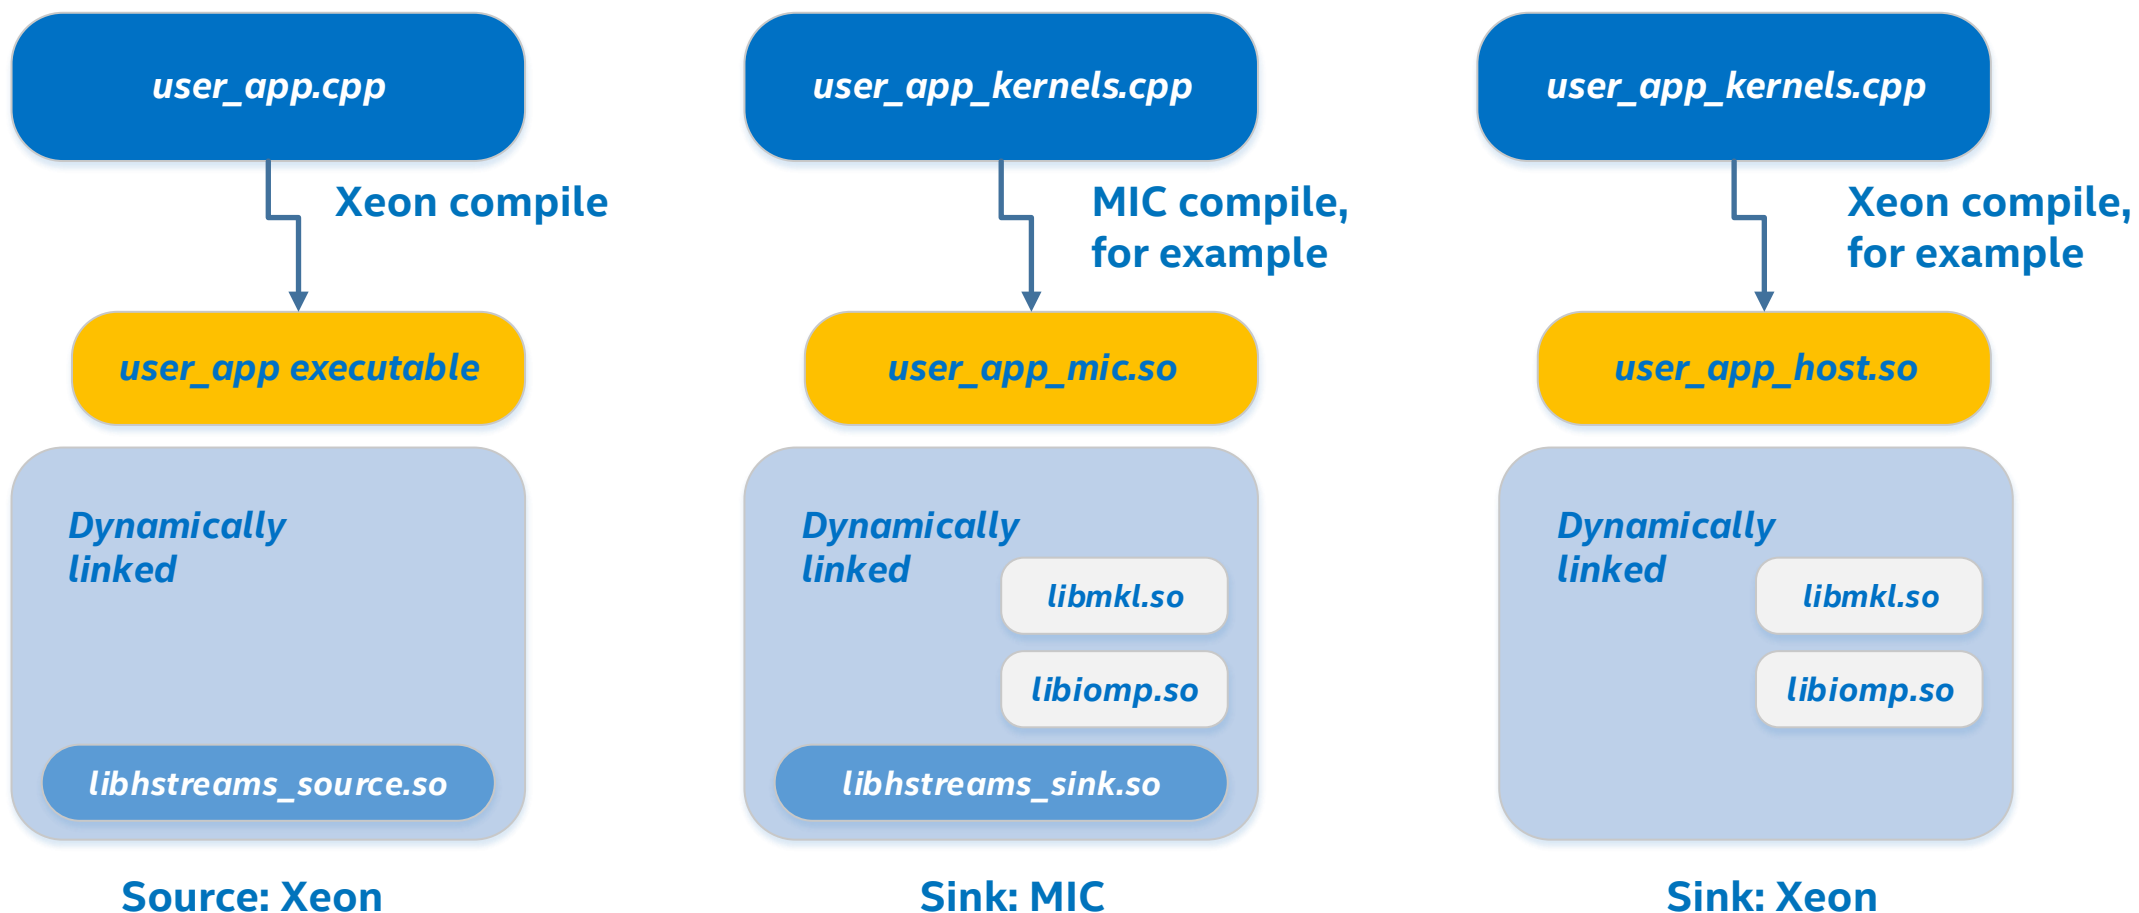 user_app.cpp
Xeon compile
user_app executable
Dynamically
linked
libhstreams_source.so
Source: Xeon
user_app_kernels.cpp
MIC compile,
for example
user_app_mic.so
Dynamically
linked
libmkl.so
libiomp.so
libhstreams_sink.so
Sink: MIC
user_app_kernels.cpp
Xeon compile,
for example
user_app_host.so
Dynamically
linked
libmkl.so
libiomp.so
Sink: Xeon